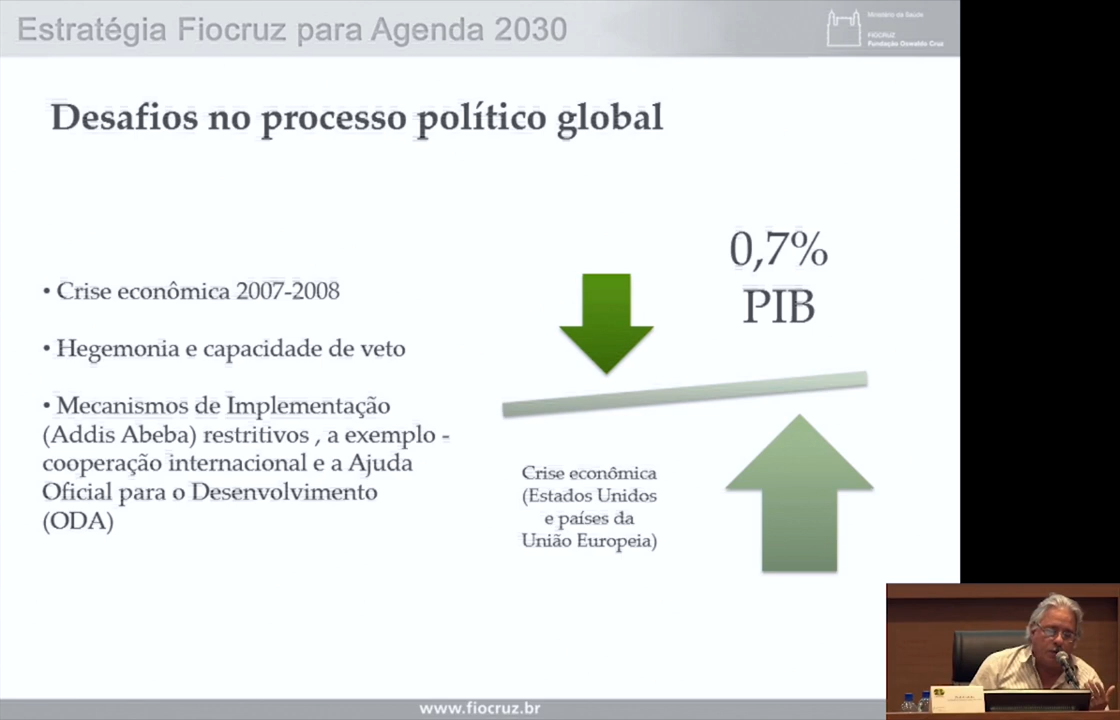 Estratégia Fiocruz para Agenda 2030
Ministério da Saúde
FIOCRUZ
Fundação Oswaldo Cruz
Desafios no processo político global
0,7%
PIB
• Crise econômica 2007-2008
• Hegemonia e capacidade de veto
• Mecanismos de Implementação
(Addis Abeba) restritivos , a exemplo -
cooperação internacional e a Ajuda
Oficial para o Desenvolvimento
(ODA)
Crise econômica
(Estados Unidos
e países da
União Europeia)
www.fiocruz.br